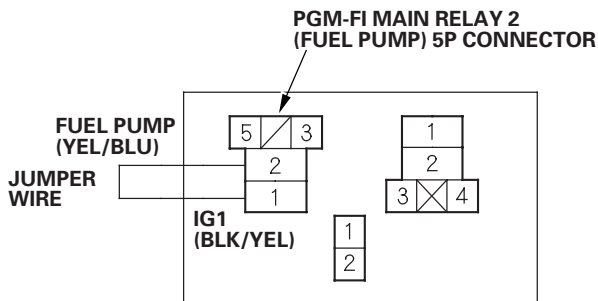 PGM-FI MAIN RELAY 2
(FUEL PUMP) 5P CONNECTOR
FUEL PUMP
(YEL/BLU)
JUMPER
WIRE
IG1
(BLK/YEL)
5 3
2
1
1
2
3 4
1
2